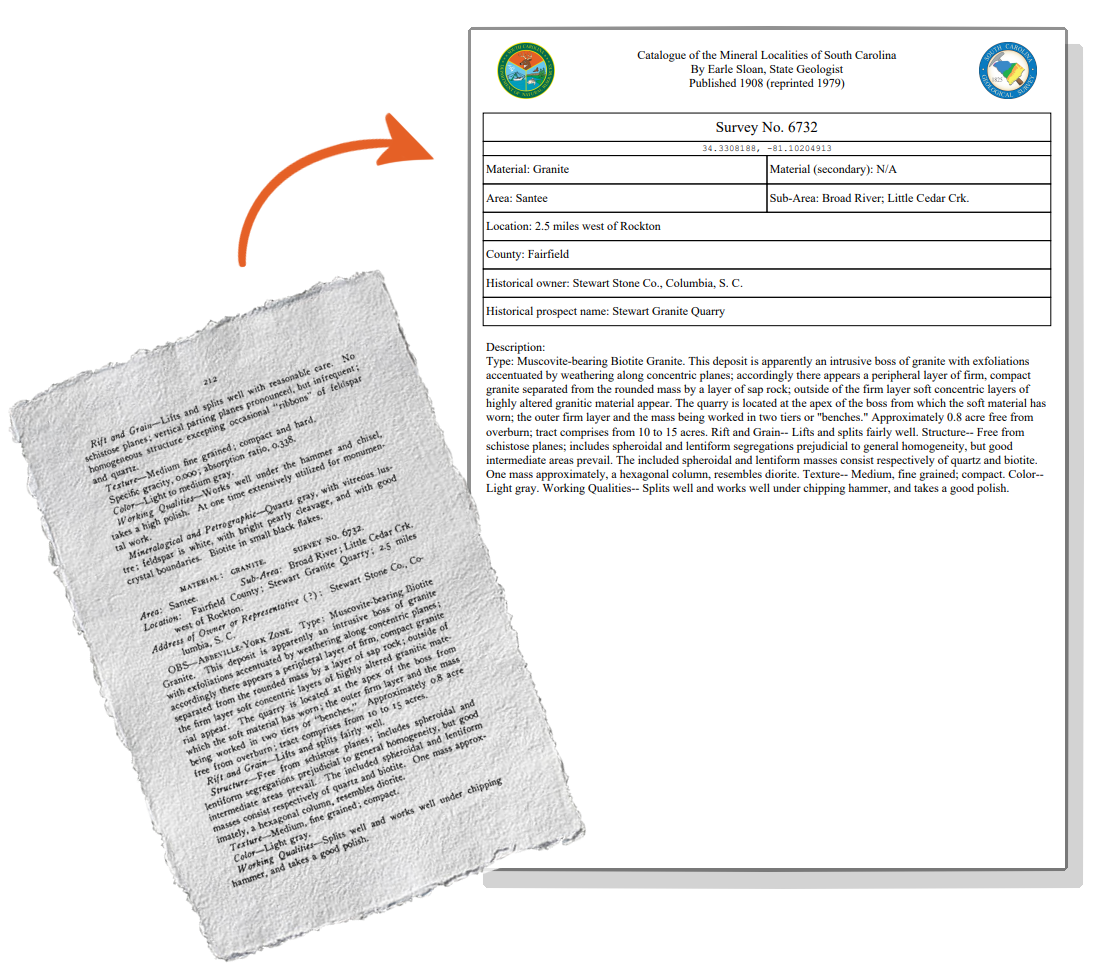 Catalogue of the Mineral Localities of South Carolina
By Earle Sloan, State Geologist
Published 1908 (reprinted 1979)
SOUTH CAROLINA
GEOLOGICAL SURVEY
1825
Survey No. 6732
34.3308188, -81.10204913
Material: Granite
Material (secondary): N/A
Area: Santee
Sub-Area: Broad River; Little Cedar Crk.
Location: 2.5 miles west of Rockton
County: Fairfield
Historical owner: Stewart Stone Co., Columbia, S. C.
Historical prospect name: Stewart Granite Quarry
Description:
Type: Muscovite-bearing Biotite Granite. This deposit is apparently an intrusive boss of granite with exfoliations
accentuated by weathering along concentric planes; accordingly there appears a peripheral layer of firm, compact
granite separated from the rounded mass by a layer of sap rock; outside of the firm layer soft concentric layers of
highly altered granitic material appear. The quarry is located at the apex of the boss from which the soft material has
worn; the outer firm layer and the mass being worked in two tiers or "benches." Approximately 0.8 acre free from
overburn; tract comprises from 10 to 15 acres. Rift and Grain-- Lifts and splits fairly well. Structure-- Free from
schistose planes; includes spheroidal and lentiform segregations prejudicial to general homogeneity, but good
intermediate areas prevail. The included spheroidal and lentiform masses consist respectively of quartz and biotite.
One mass approximately, a hexagonal column, resembles diorite. Texture-- Medium, fine grained; compact. Color--
Light gray. Working Qualities-- Splits well and works well under chipping hammer, and takes a good polish.
212
Rift and Grain—Lifts and splits well with reasonable care. No
schistose planes; vertical parting planes pronounced, but infrequent;
homogeneous structure excepting occasional "ribbons" of feldspar
and quartz.
Texture—Medium fine grained; compact and hard,
Specific gracity, 0.000; absorption ratio, 0.338.
Color—Light to medium gray.
Working Qualities—Works well under the hammer and chisel,
takes a high polish. At one time extensively utilized for monumen-
tal work.
Mineralogical and Petrographic—Quartz gray, with vitreous lus-
tre; feldspar is white, with bright pearly cleavage, and with good
crystal boundaries. Biotite in small black flakes.
MATERIAL: GRANITE. SURVEY NO. 6732.
Area: Santee. Sub-Area: Broad River; Little Cedar Crk.
Location: Fairfield County; Stewart Granite Quarry; 2.5 miles
west of Rockton.
Address of Owner or Representative (?): Stewart Stone Co., Co-
lumbia, S. C.
OBS—ABBEVILLE-YORK ZONE. Type: Muscovite-bearing Biotite
Granite. This deposit is apparently an intrusive boss of granite
with exfoliations accentuated by weathering along concentric planes;
accordingly there appears a peripheral layer of firm, compact granite
separated from the rounded mass by a layer of sap rock; outside of
the firm layer soft concentric layers of highly altered granitic mate-
rial appear. The quarry is located at the apex of the boss from
which the soft material has worn; the outer firm layer and the mass
being worked in two tiers or "benches." Approximately 0.8 acre
free from overburn; tract comprises from 10 to 15 acres.
Rift and Grain—Lifts and splits fairly well.
Structure—Free from schistose planes; includes spheroidal and
lentiform segregations prejudicial to general homogeneity, but good
intermediate areas prevail. The included spheroidal and lentiform
masses consist respectively of quartz and biotite. One mass approx-
imately, a hexagonal column, resembles diorite.
Texture—Medium, fine grained; compact.
Color—Light gray.
Working Qualities—Splits well and works well under chipping
hammer, and takes a good polish.